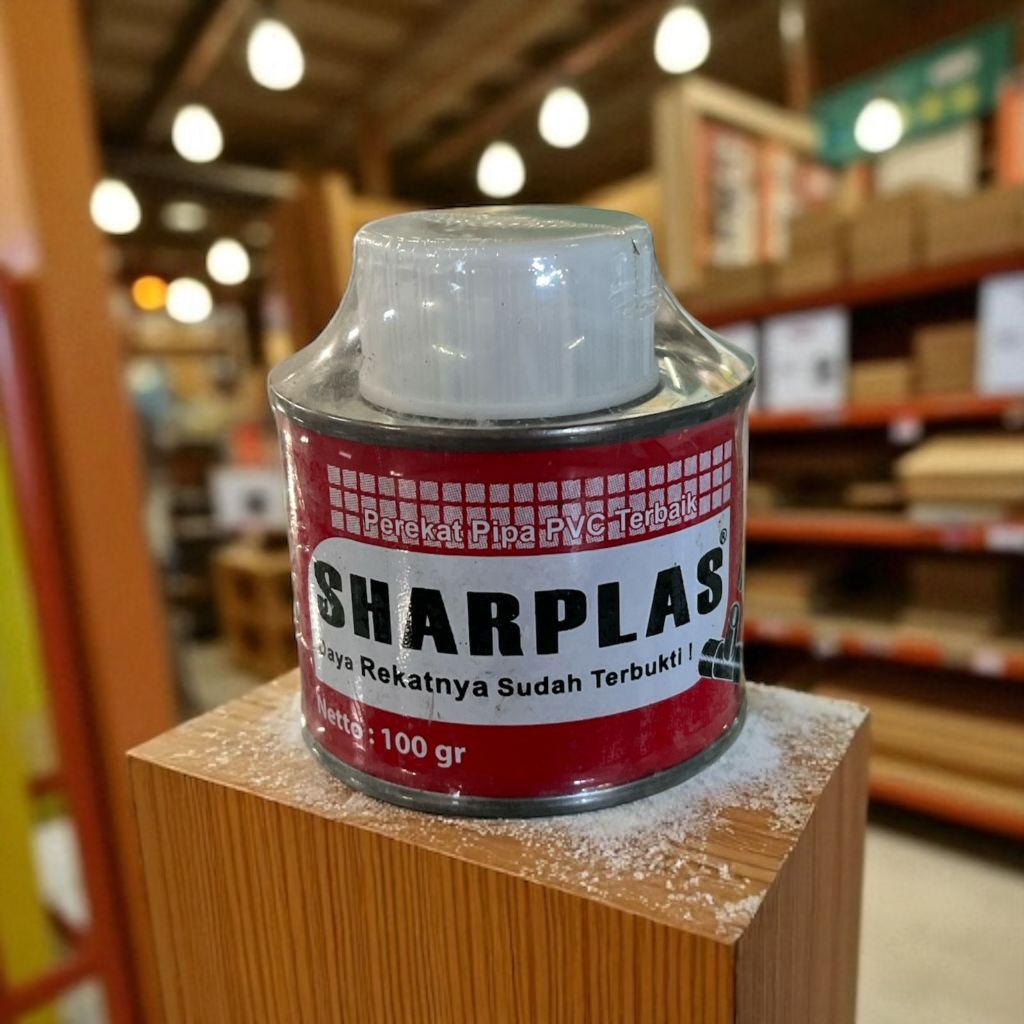 Perekat Pipa PVC Terbaik
SHARPLAS®
Daya Rekatnya Sudah Terbukti !
Netto : 100 gr